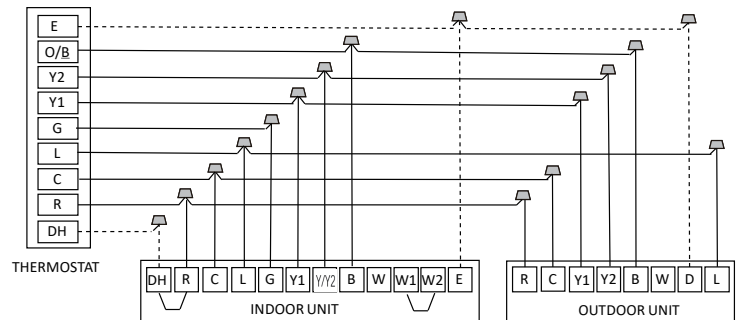 E
O/B
Y2
Y1
G
L
C
R
DH
THERMOSTAT
DH R C L G Y1 Y/Y2 B W W1 W2 E
INDOOR UNIT
R C Y1 Y2 B W D L
OUTDOOR UNIT